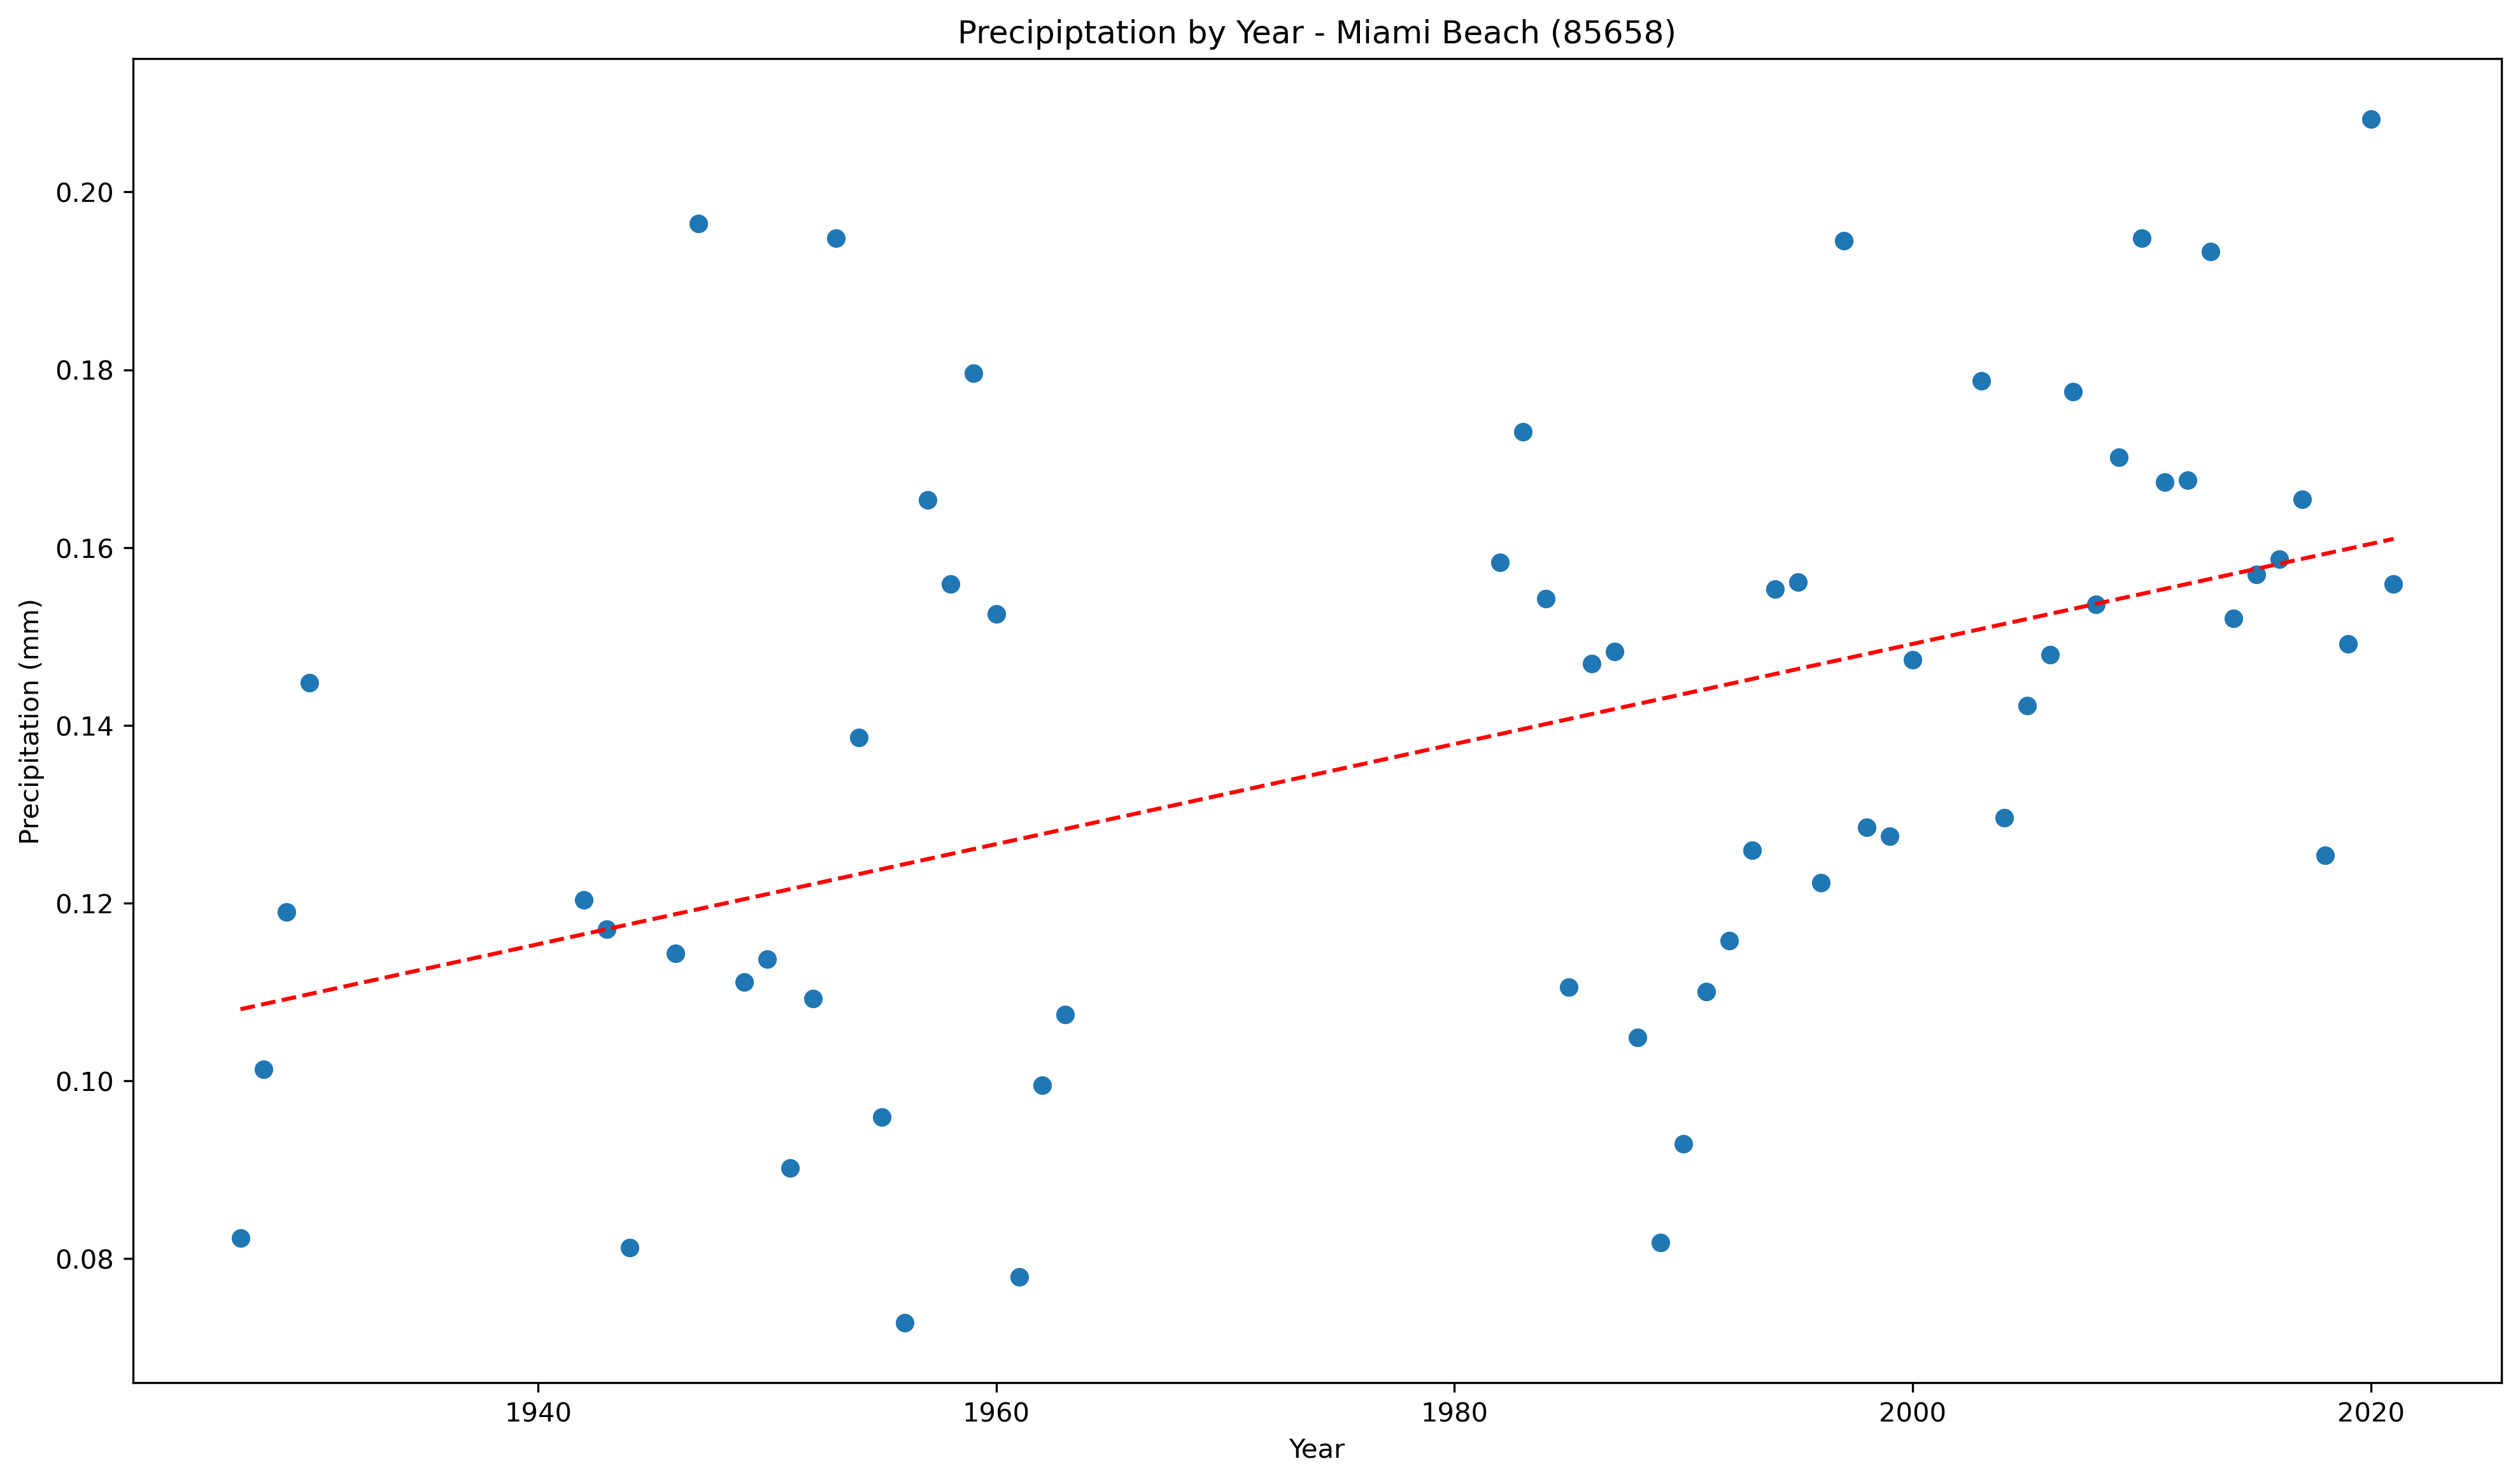 Precipiptation by Year - Miami Beach (85658)
Precipitation (mm)
0.20
0.18
0.16
0.14
0.12
0.10
0.08
1940 1960 1980 2000 2020
Year